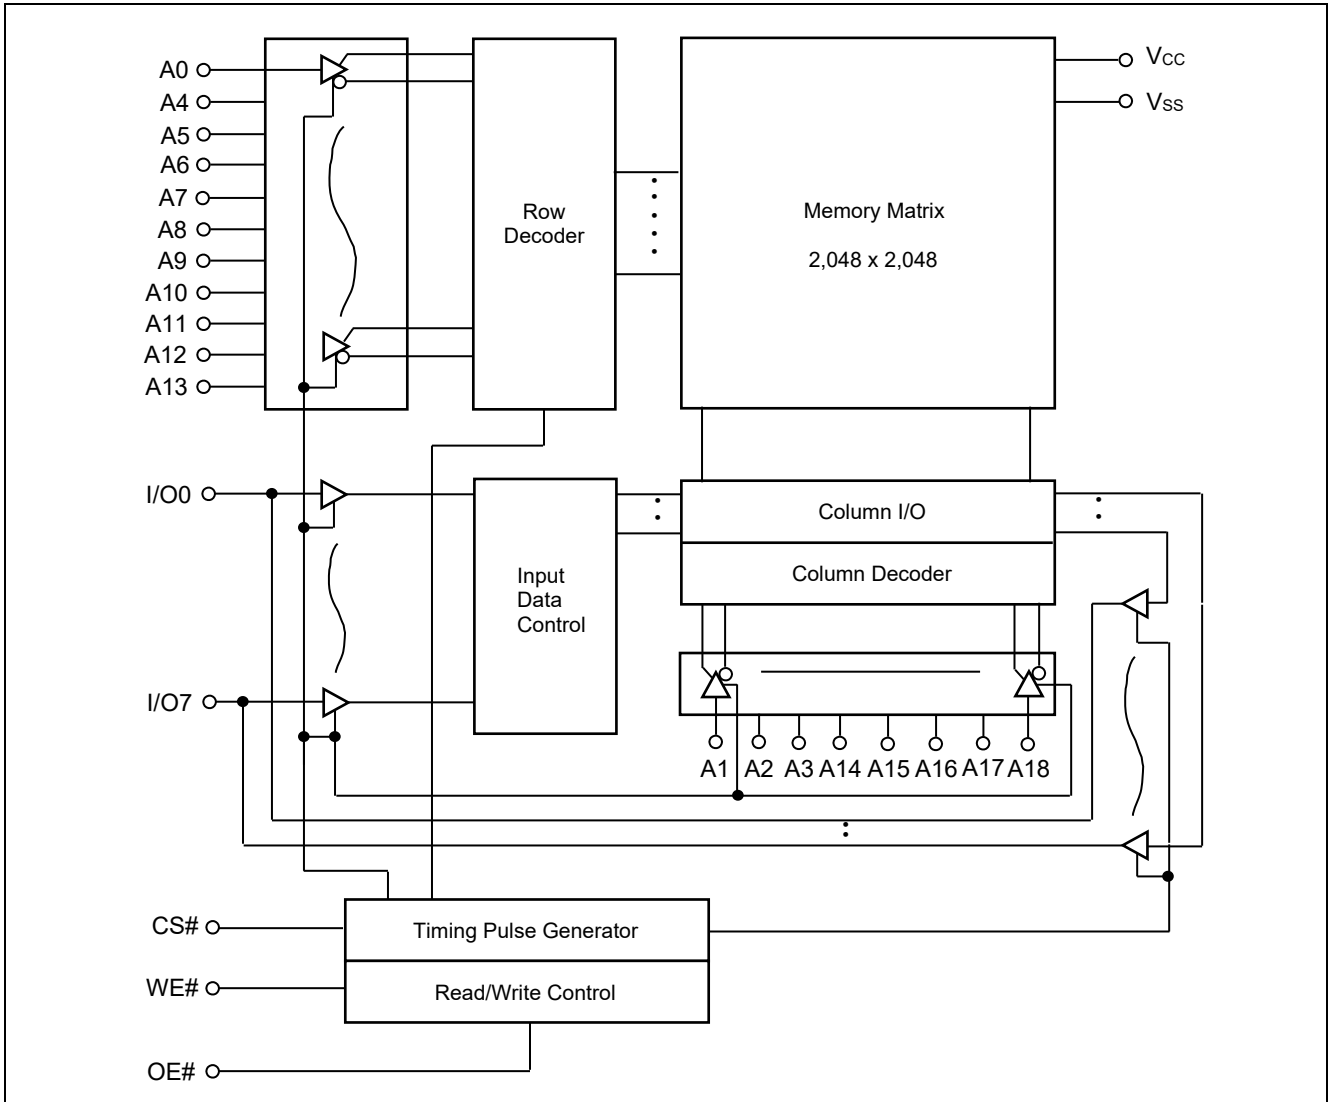 A0
A4
A5
A6
A7
A8
A9
A10
A11
A12
A13
Row
Decoder
Memory Matrix
2,048 x 2,048
VCC
VSS
I/O0
I/O7
Input
Data
Control
Column I/O
Column Decoder
A1 A2 A3 A14 A15 A16 A17 A18
CS#
WE#
OE#
Timing Pulse Generator
Read/Write Control